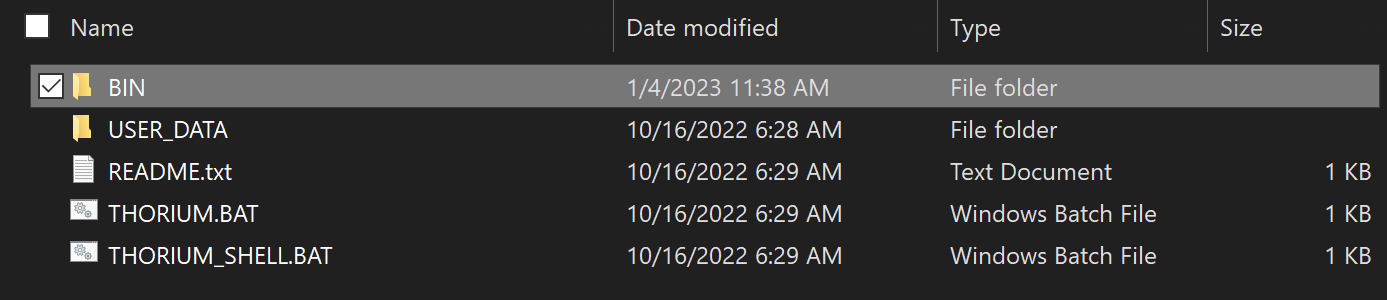 Name Date modified Type Size
BIN 1/4/2023 11:38 AM File folder
USER_DATA 10/16/2022 6:28 AM File folder
README.txt 10/16/2022 6:29 AM Text Document 1 KB
THORIUM.BAT 10/16/2022 6:29 AM Windows Batch File 1 KB
THORIUM_SHELL.BAT 10/16/2022 6:29 AM Windows Batch File 1 KB